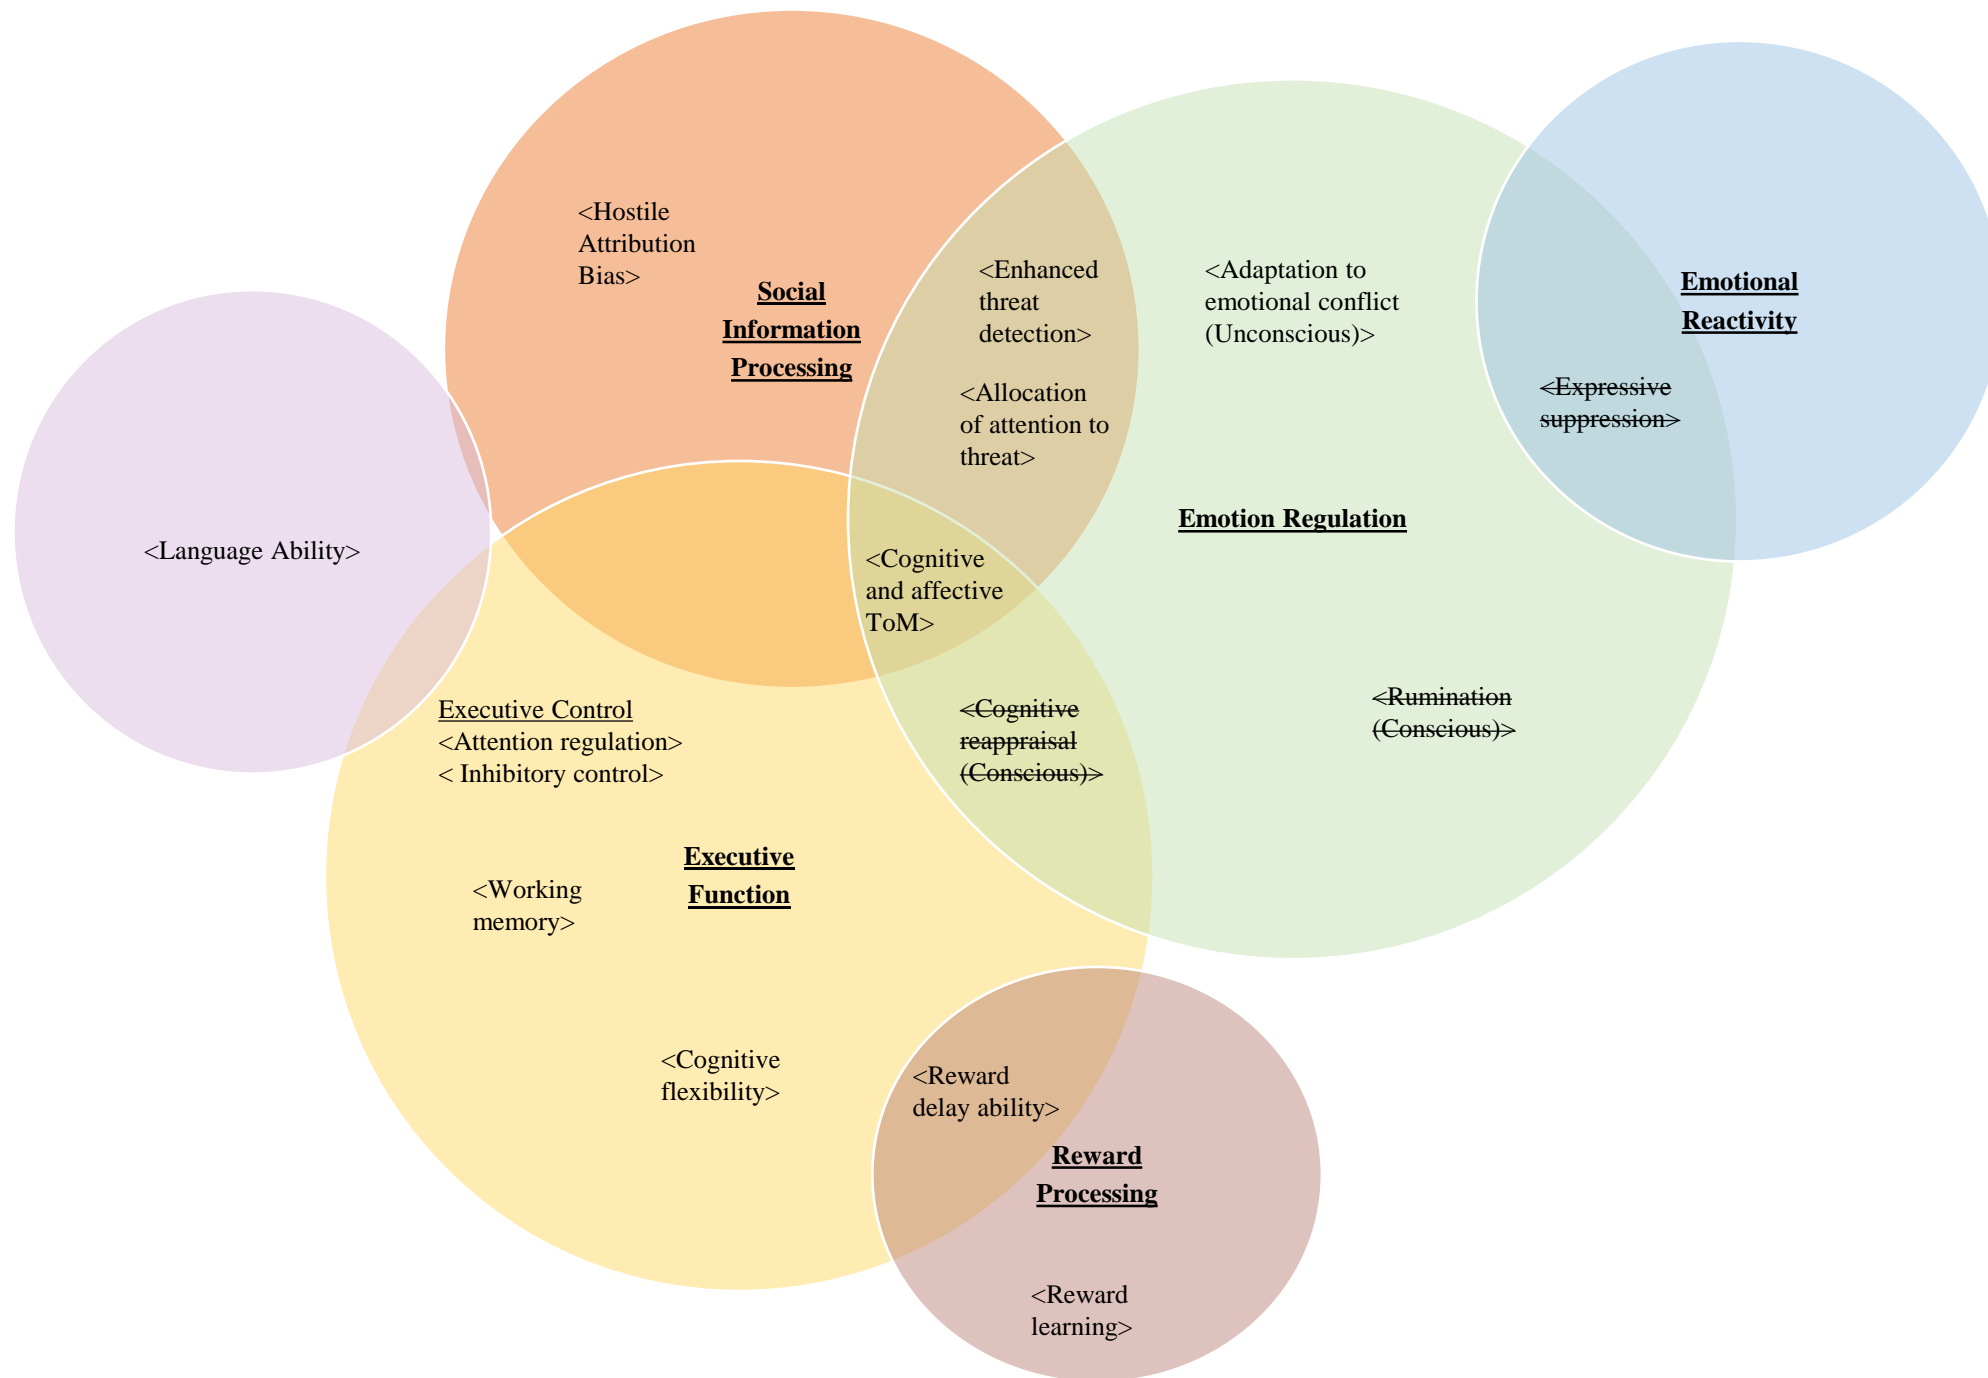 <Hostile
Attribution
Bias>
Social
Information
Processing
<Enhanced
threat
detection>
<Allocation
of attention to
threat>
<Adaptation to
emotional conflict
(Unconscious)>
Emotional
Reactivity
<Expressive
suppression>
Emotion Regulation
<Language Ability>
<Cognitive
and affective
ToM>
Executive Control
<Attention regulation>
< Inhibitory control>
<Cognitive
reappraisal
(Conscious)>
<Rumination
(Conscious)>
Executive
Function
<Working
memory>
<Cognitive
flexibility>
<Reward
delay ability>
Reward
Processing
<Reward
learning>